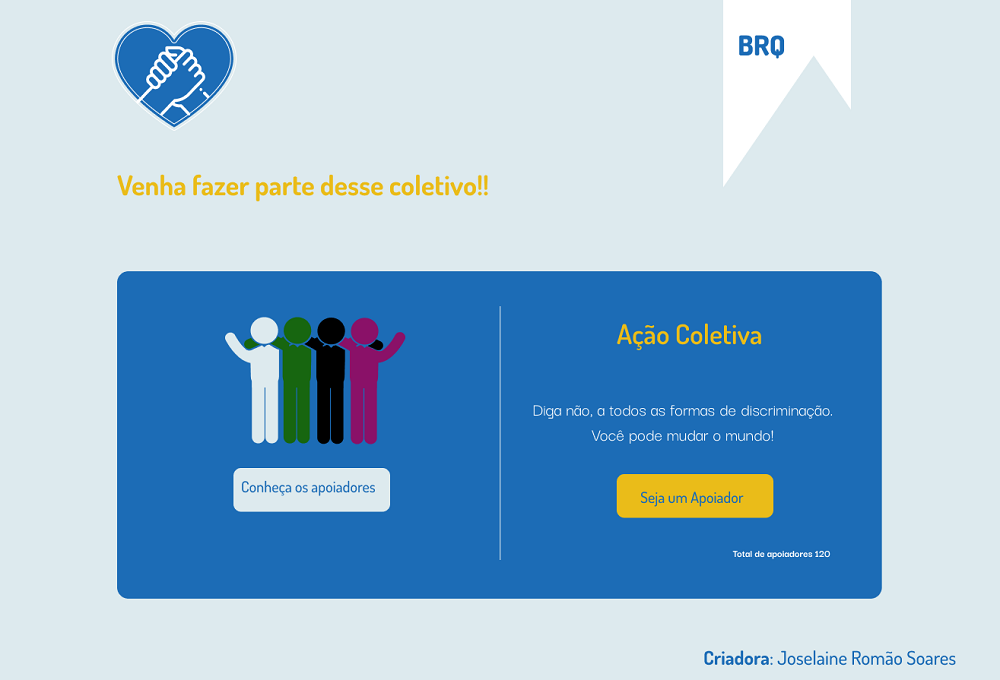 BRQ
Venha fazer parte desse coletivo!!
Ação Coletiva
Diga não, a todos as formas de discriminação.
Você pode mudar o mundo!
Conheça os apoiadores
Seja um Apoiador
Total de apoiadores 120
Criadora: Joselaine Romão Soares